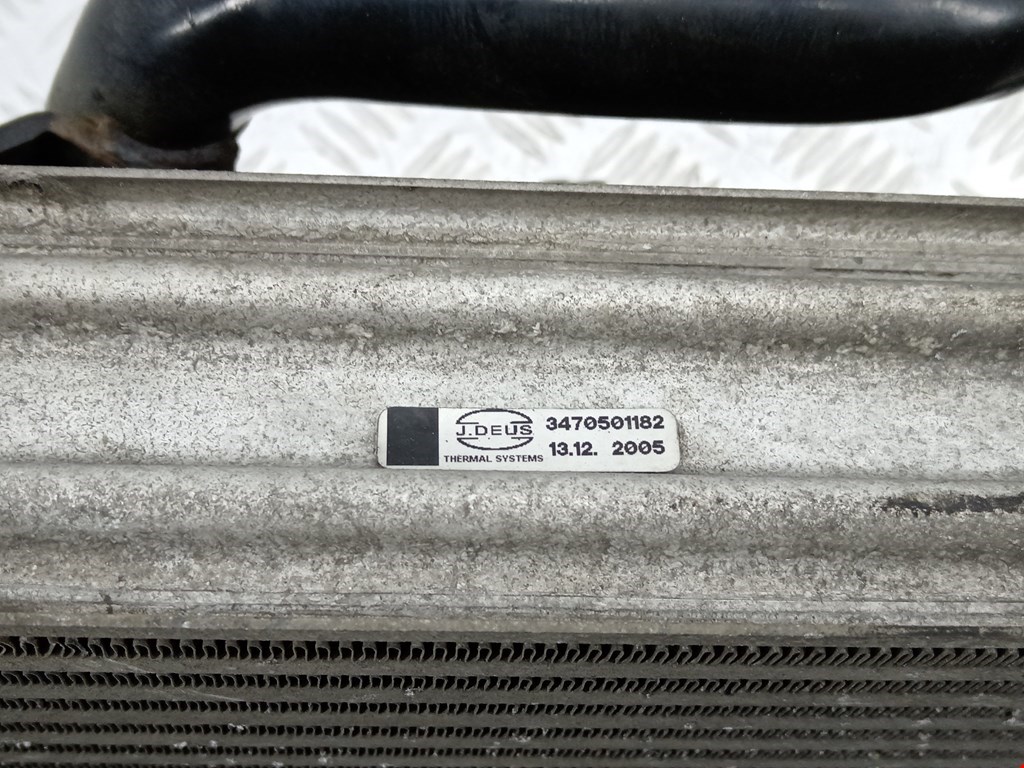 J.DEUS
THERMAL SYSTEMS
3470501182
13.12. 2005